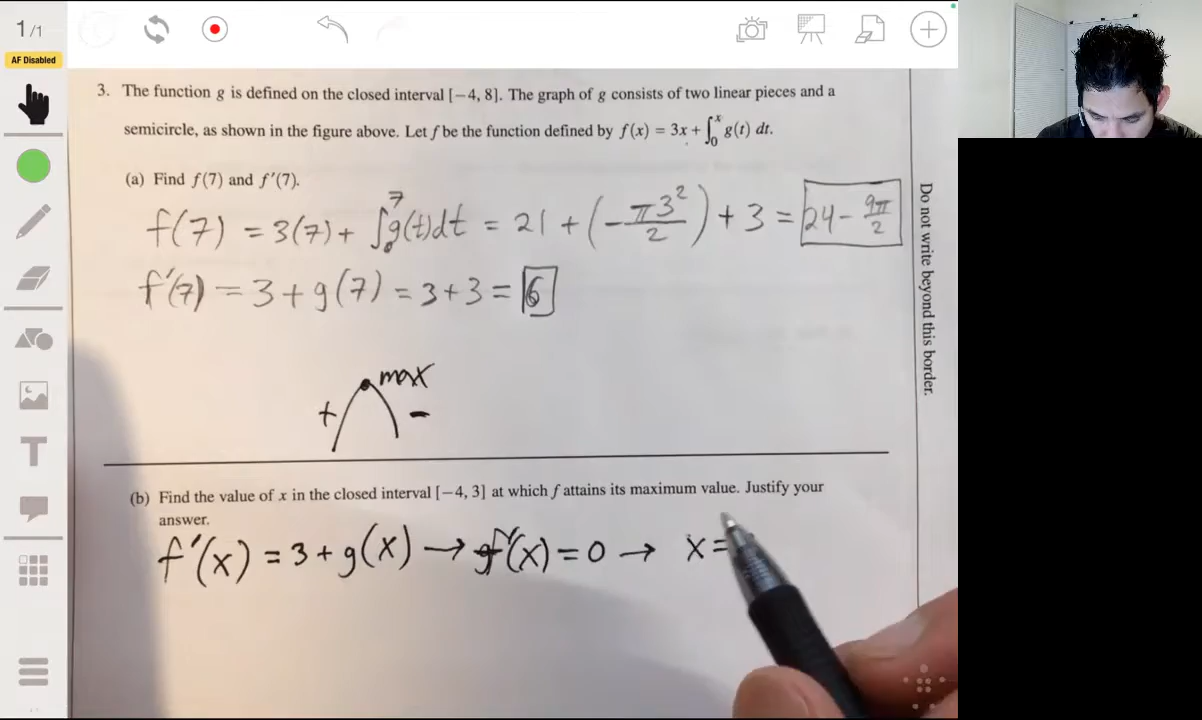 1/1
AF Disabled
3. The function g is defined on the closed interval [−4, 8]. The graph of g consists of two linear pieces and a
semicircle, as shown in the figure above. Let f be the function defined by f(x) = 3x + ∫₀ˣ g(t) dt.
(a) Find f(7) and f′(7).
f(7) = 3(7) + ∫₀⁷ g(t)dt = 21 + (−π3²/2) + 3 = 24 − 9π/2
f′(7) = 3 + g(7) = 3 + 3 = 6
max
+ −
(b) Find the value of x in the closed interval [−4, 3] at which f attains its maximum value. Justify your
answer.
f′(x) = 3 + g(x) → f′(x) = 0 → x =
Do not write beyond this border.
T